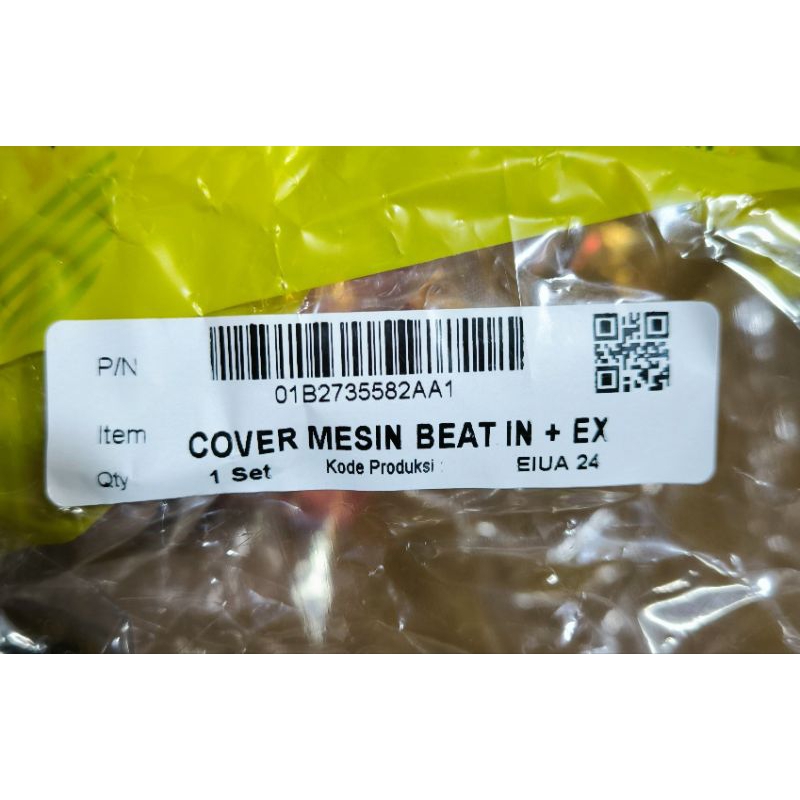 P/N
01B2735582AA1
Item COVER MESIN BEAT IN + EX
Qty 1 Set Kode Produksi : EIUA 24